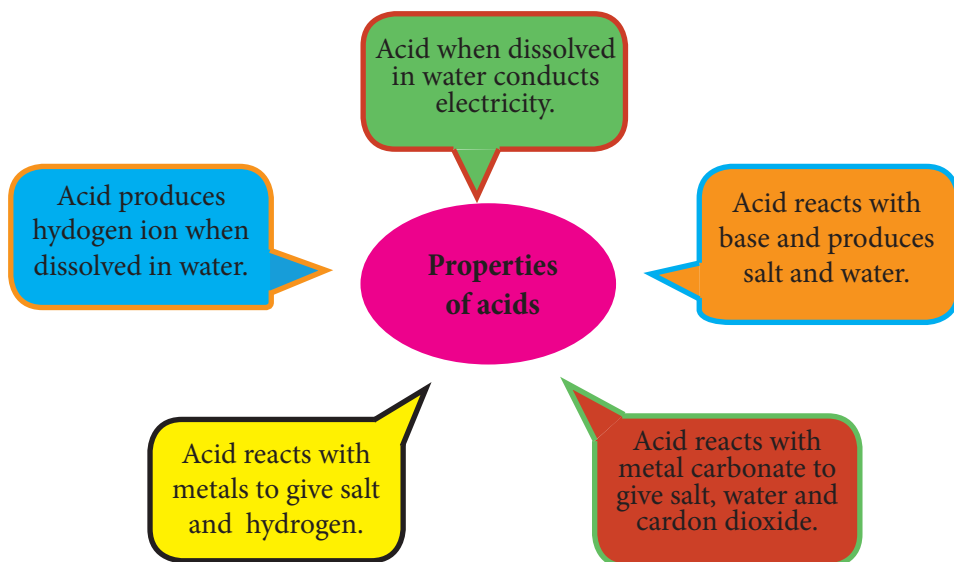 Acid when dissolved
in water conducts
electricity.
Acid produces
hydogen ion when
dissolved in water.
Properties
of acids
Acid reacts with
base and produces
salt and water.
Acid reacts with
metals to give salt
and hydrogen.
Acid reacts with
metal carbonate to
give salt, water and
cardon dioxide.